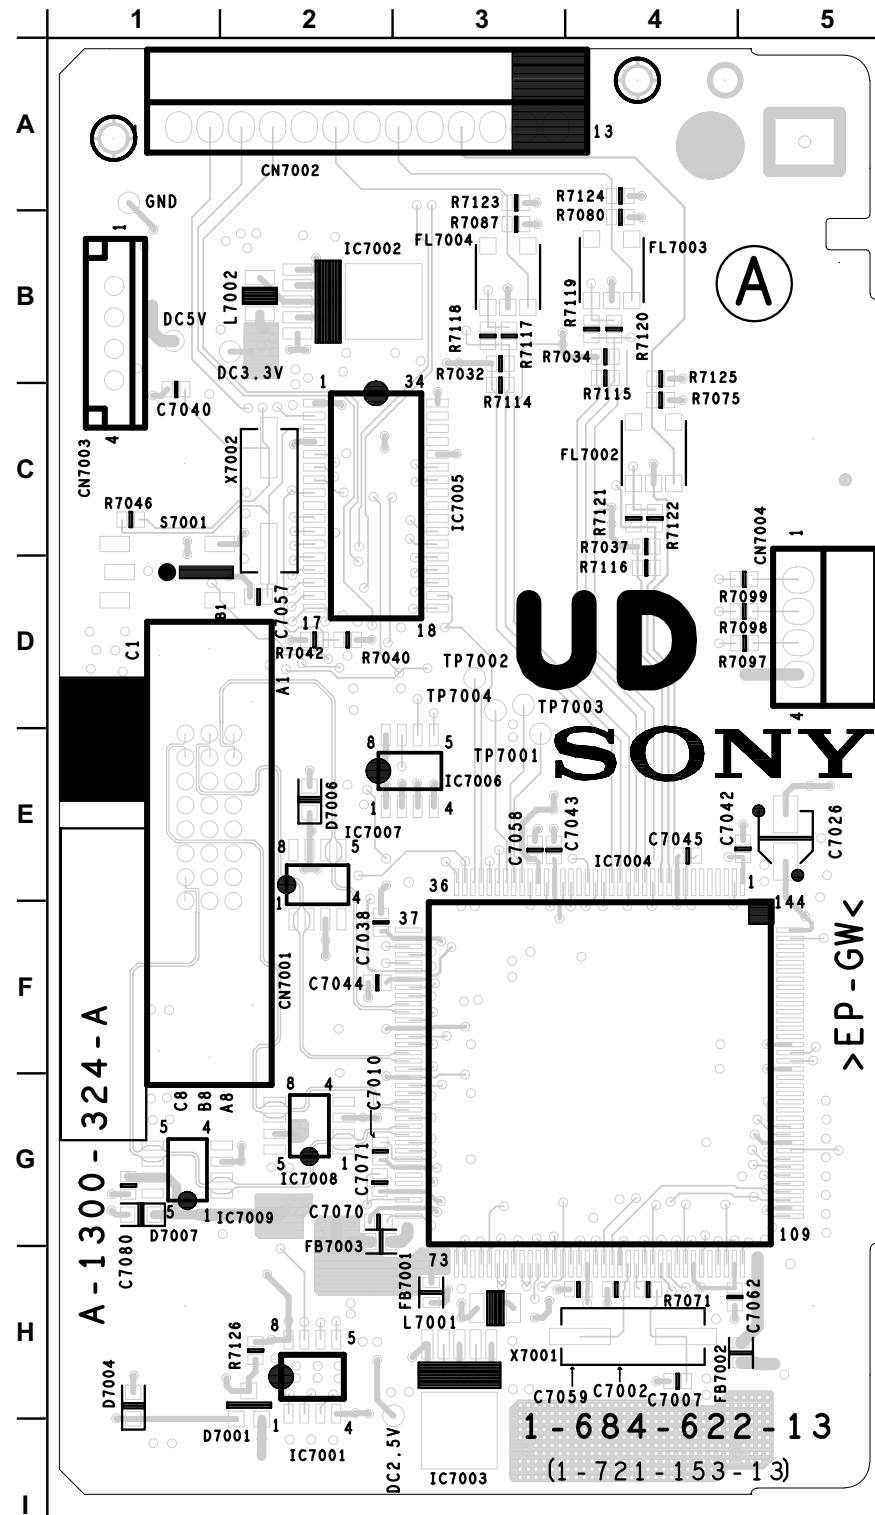 1 2 3 4 5
A
13
CN7002
GND
R7123
R7124
R7087
R7080
1
IC7002
FL7004
FL7003
A
B
L7002
DC5V
R7118
R7117
R7119
R7120
DC3.3V
R7032
R7034
1 34
R7114
R7115
R7125
C7040
R7075
4
CN7003
C
X7002
FL7002
IC7005
R7046
S7001
R7121
R7122
CN7004
1
R7037
R7116
R7099
B1
C7057
17
18
R7098
D
C1
R7042
R7040
TP7002
UD
R7097
A1
TP7004
TP7003
4
8 5
TP7001
SONY
IC7006
E
D7006
1 4
IC7007
C7058
C7043
C7042
C7026
8 5
C7045
IC7004
1
36
1 4
144
37
C7038
F
CN7001
C7044
>EP-GW<
A-1300-324-A
C8
B8
A8
8 4
C7010
5 4
G
5 1
C7071
IC7008
5 1
IC7009
C7070
D7007
FB7003
109
C7080
73
FB7001
C7062
R7071
L7001
H
8
5
R7126
X7001
FB7002
D7004
C7059
C7002
C7007
1 4
D7001
IC7001
DC2.5V
1-684-622-13
IC7003
(1-721-153-13)
I